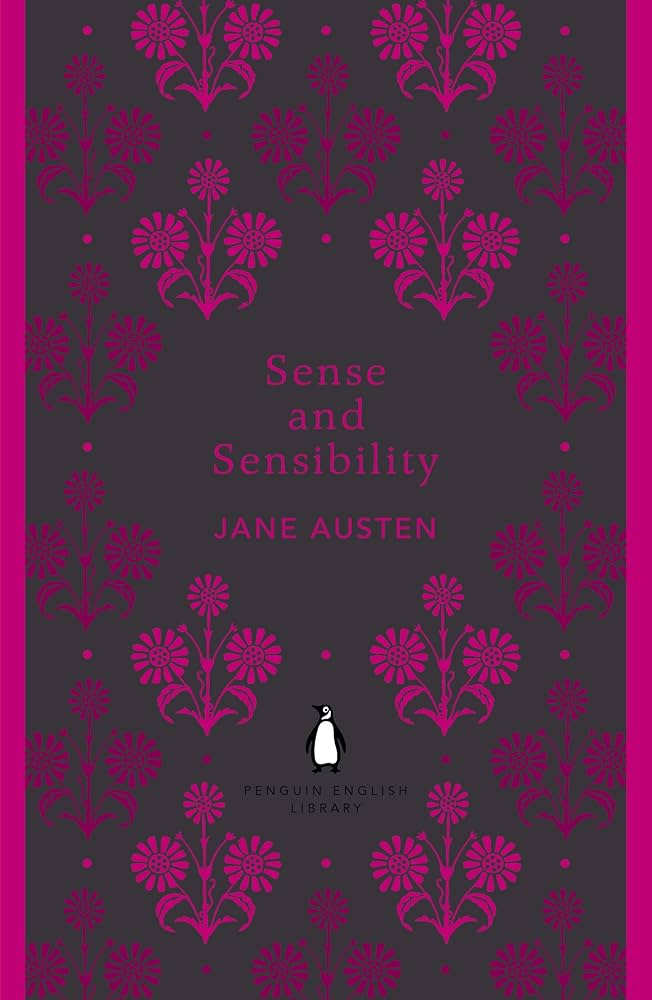 Sense
and
Sensibility
JANE AUSTEN
PENGUIN ENGLISH
LIBRARY